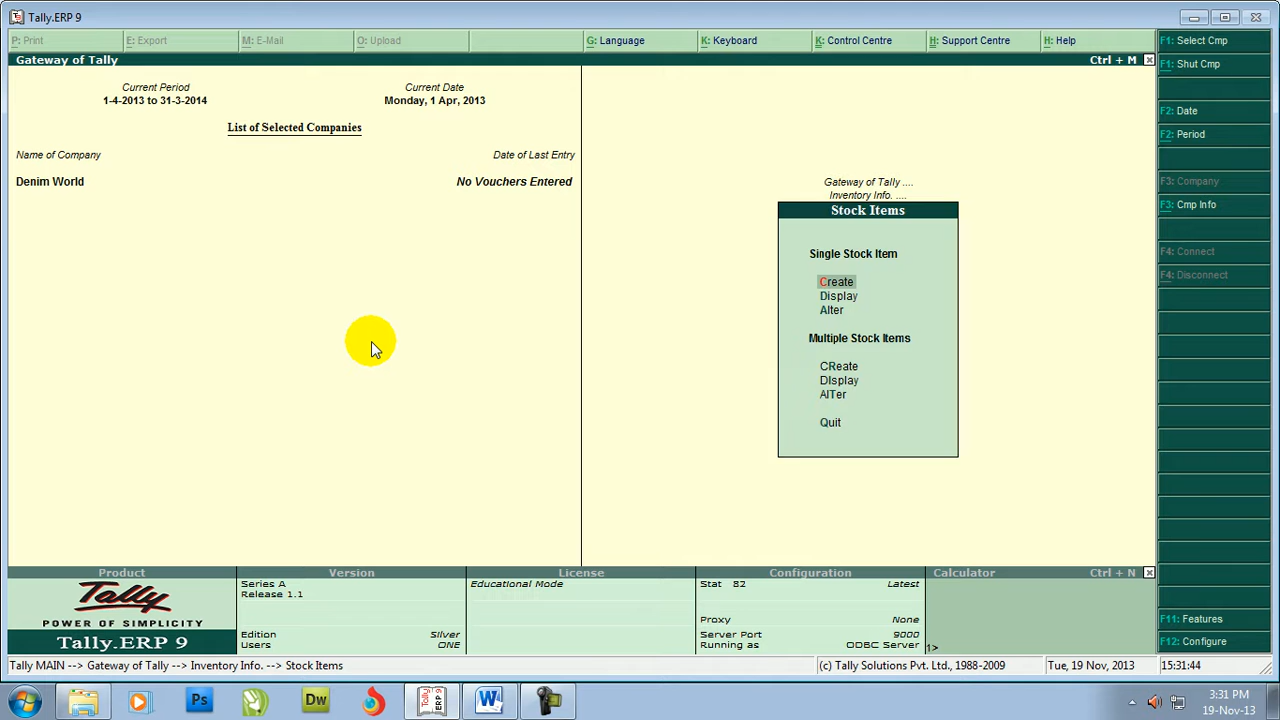 Tally.ERP 9
P: Print
E: Export
M: E-Mail
O: Upload
G: Language
K: Keyboard
K: Control Centre
H: Support Centre
H: Help
Gateway of Tally
Ctrl + M
Current Period
1-4-2013 to 31-3-2014
Current Date
Monday, 1 Apr, 2013
List of Selected Companies
Name of Company
Date of Last Entry
Denim World
No Vouchers Entered
Gateway of Tally ....
Inventory Info. ....
Stock Items
Single Stock Item
Create
Display
Alter
Multiple Stock Items
CReate
DIsplay
AlTer
Quit
F1: Select Cmp
F1: Shut Cmp
F2: Date
F2: Period
F3: Company
F3: Cmp Info
F4: Connect
F4: Disconnect
F11: Features
F12: Configure
Product
Tally
POWER OF SIMPLICITY
Tally.ERP 9
Version
Series A
Release 1.1
Edition
Silver
Users
ONE
License
Educational Mode
Configuration
Stat 82
Latest
Proxy
None
Server Port
9000
Running as
ODBC Server
Calculator
Ctrl + N
1>
Tally MAIN --> Gateway of Tally --> Inventory Info. --> Stock Items
(c) Tally Solutions Pvt. Ltd., 1988-2009
Tue, 19 Nov, 2013
15:31:44
Ps
Dw
Tally
ERP 9
W
3:31 PM
19-Nov-13